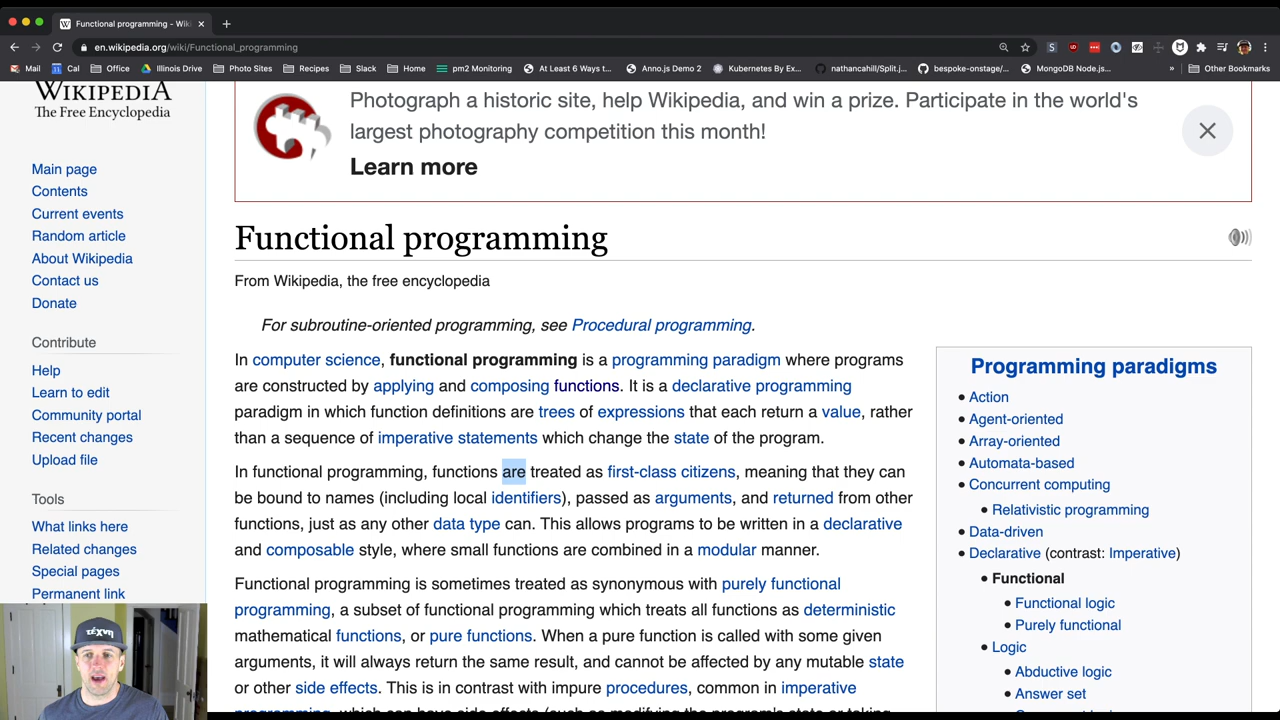 Functional programming - Wiki
en.wikipedia.org/wiki/Functional_programming
Mail Cal Office Illinois Drive Photo Sites Recipes Slack Home pm2 Monitoring At Least 6 Ways t... Anno.js Demo 2 Kubernetes By Ex... nathancahill/Split.j... bespoke-onstage/... MongoDB Node.js... » Other Bookmarks
WIKIPEDIA
The Free Encyclopedia
Main page
Contents
Current events
Random article
About Wikipedia
Contact us
Donate
Contribute
Help
Learn to edit
Community portal
Recent changes
Upload file
Tools
What links here
Related changes
Special pages
Permanent link
Photograph a historic site, help Wikipedia, and win a prize. Participate in the world's
largest photography competition this month!
Learn more
Functional programming
From Wikipedia, the free encyclopedia
For subroutine-oriented programming, see Procedural programming.
In computer science, functional programming is a programming paradigm where programs
are constructed by applying and composing functions. It is a declarative programming
paradigm in which function definitions are trees of expressions that each return a value, rather
than a sequence of imperative statements which change the state of the program.
In functional programming, functions are treated as first-class citizens, meaning that they can
be bound to names (including local identifiers), passed as arguments, and returned from other
functions, just as any other data type can. This allows programs to be written in a declarative
and composable style, where small functions are combined in a modular manner.
Functional programming is sometimes treated as synonymous with purely functional
programming, a subset of functional programming which treats all functions as deterministic
mathematical functions, or pure functions. When a pure function is called with some given
arguments, it will always return the same result, and cannot be affected by any mutable state
or other side effects. This is in contrast with impure procedures, common in imperative
programming, which can have side effects (such as modifying the program's state or taking
Programming paradigms
• Action
• Agent-oriented
• Array-oriented
• Automata-based
• Concurrent computing
• Relativistic programming
• Data-driven
• Declarative (contrast: Imperative)
• Functional
• Functional logic
• Purely functional
• Logic
• Abductive logic
• Answer set